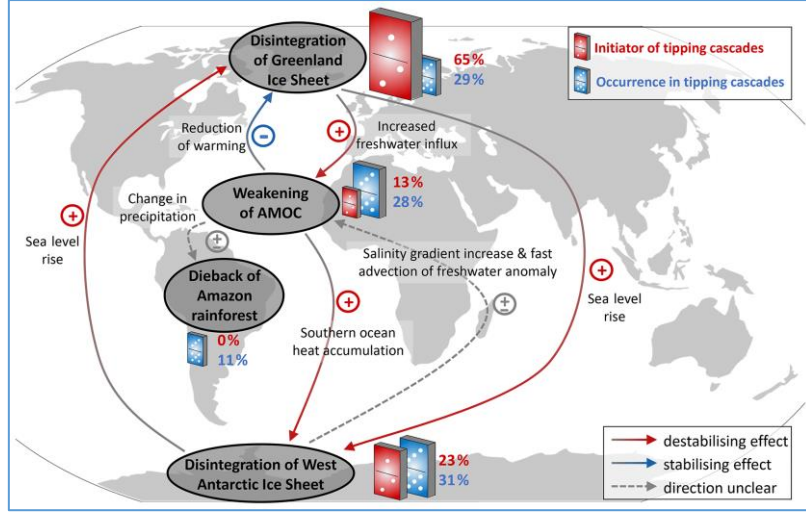 Disintegration
of Greenland
Ice Sheet
65%
29%
Initiator of tipping cascades
Occurrence in tipping cascades
Reduction
of warming
−
+
Increased
freshwater influx
Change in
precipitation
±
Weakening
of AMOC
13%
28%
+
Sea level
rise
Salinity gradient increase & fast
advection of freshwater anomaly
±
+
Sea level
rise
Dieback of
Amazon
rainforest
0%
11%
+
Southern ocean
heat accumulation
Disintegration of West
Antarctic Ice Sheet
23%
31%
destabilising effect
stabilising effect
direction unclear